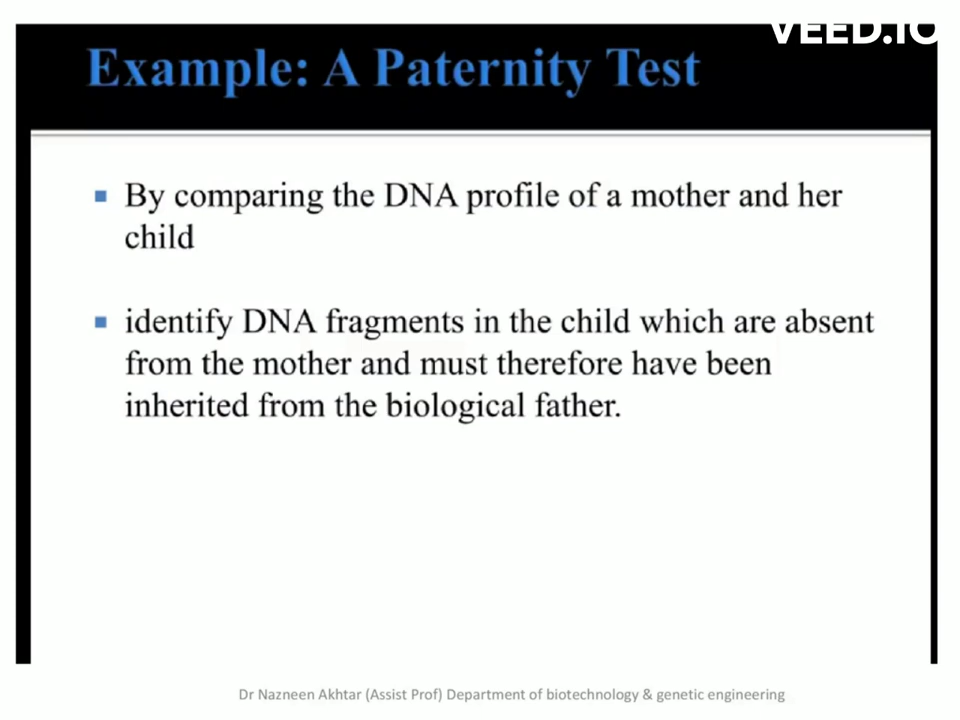 VEED.IO
Example: A Paternity Test
By comparing the DNA profile of a mother and her
child
identify DNA fragments in the child which are absent
from the mother and must therefore have been
inherited from the biological father.
Dr Nazneen Akhtar (Assist Prof) Department of biotechnology & genetic engineering